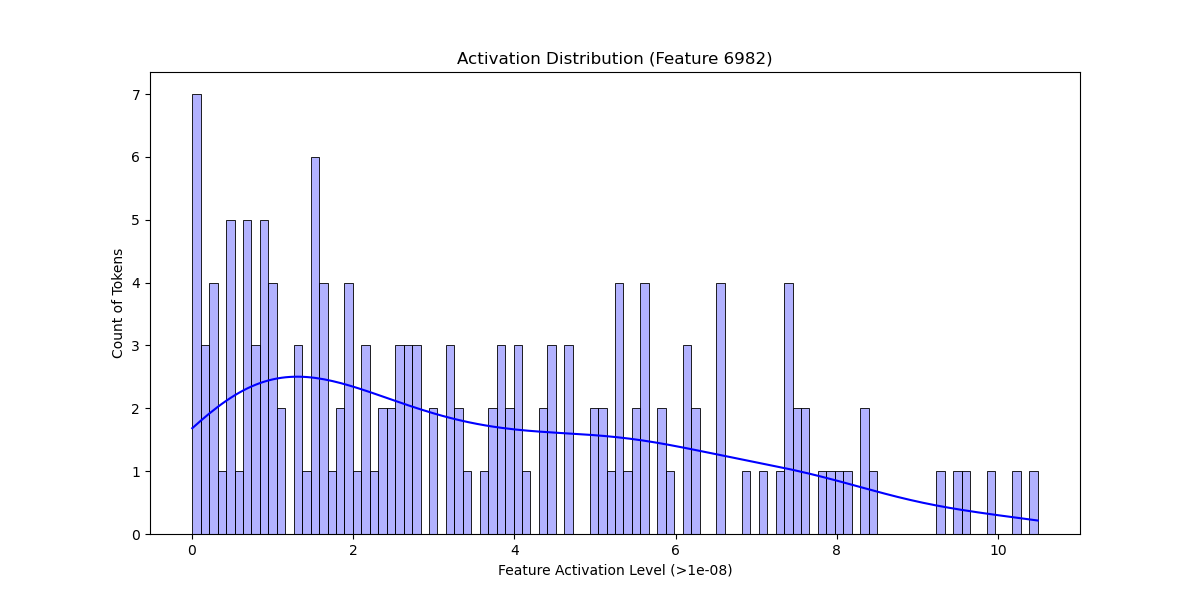 Activation Distribution (Feature 6982)
7
6
5
4
3
2
1
0
Count of Tokens
0 2 4 6 8 10
Feature Activation Level (>1e-08)